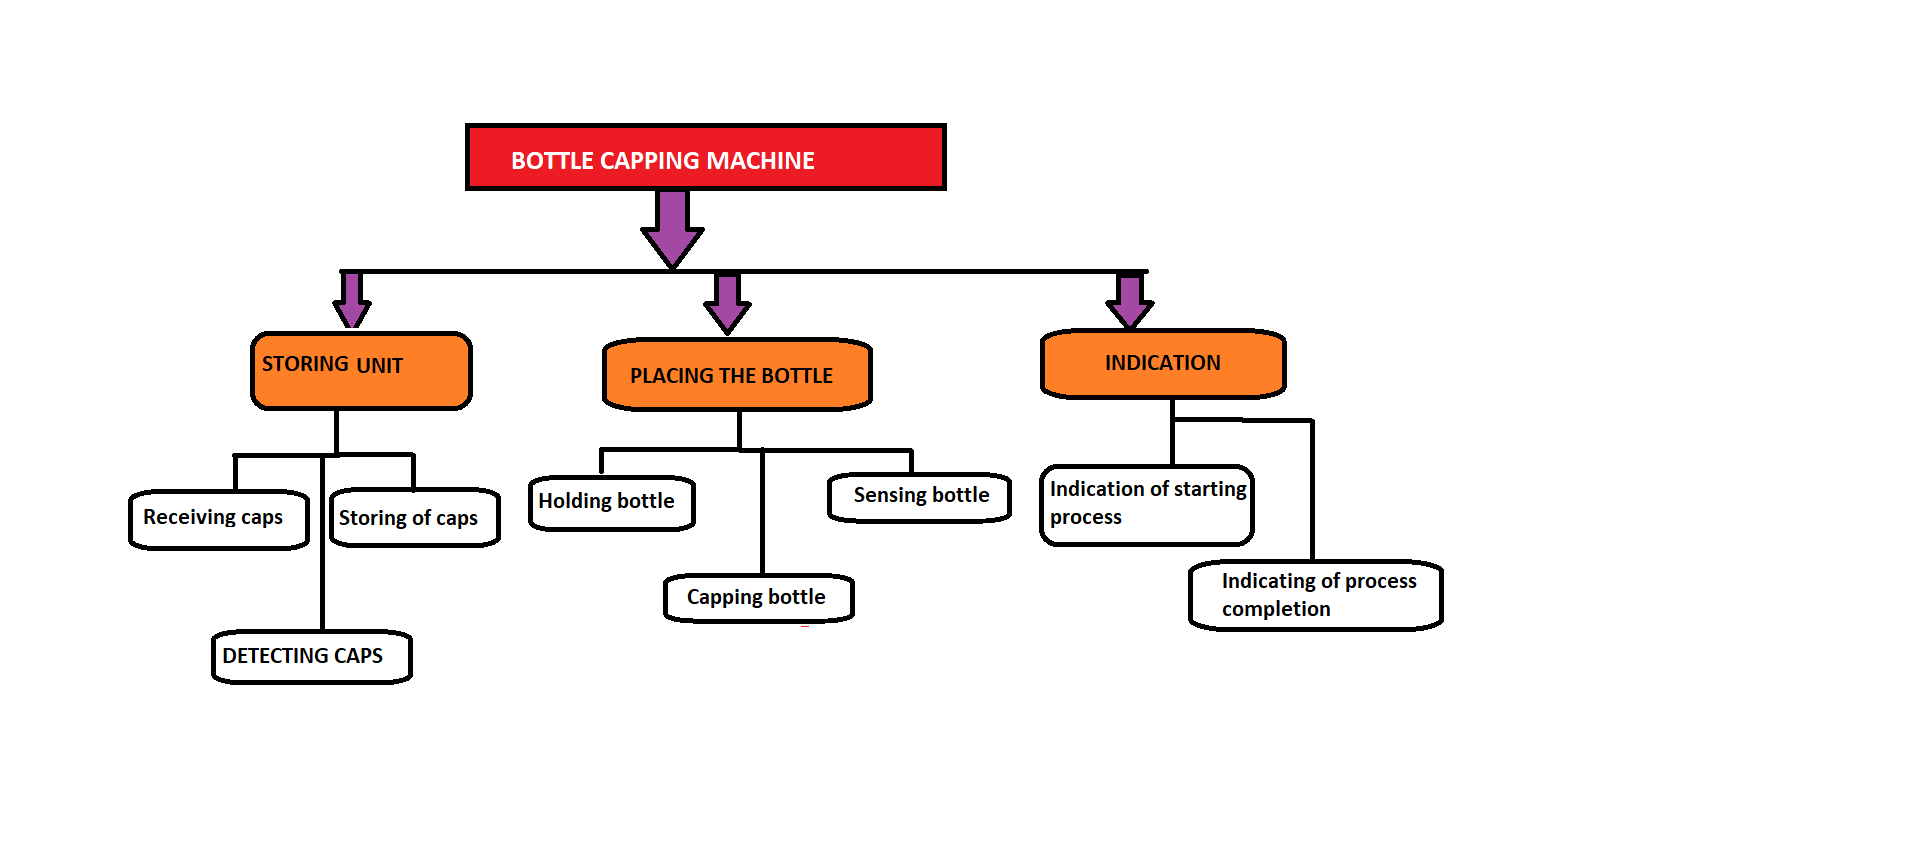 BOTTLE CAPPING MACHINE
STORING UNIT
PLACING THE BOTTLE
INDICATION
Receiving caps
Storing of caps
DETECTING CAPS
Holding bottle
Capping bottle
Sensing bottle
Indication of starting
process
Indicating of process
completion